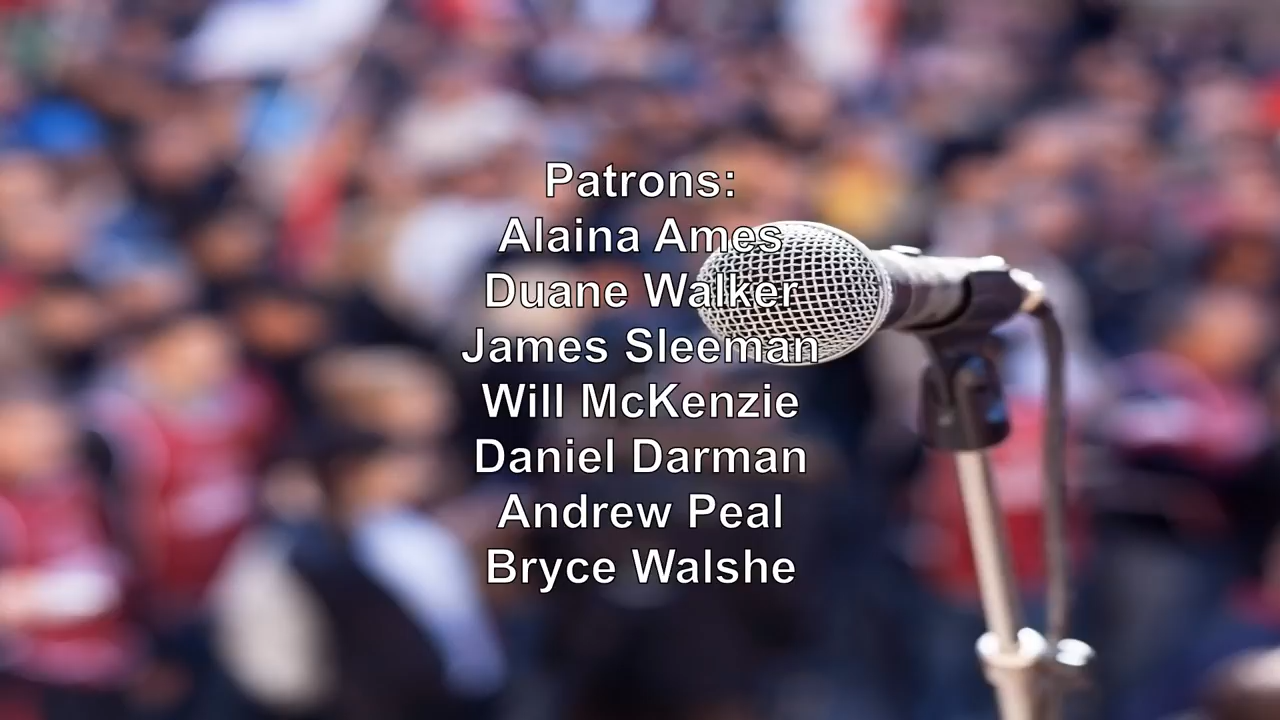 Patrons:
Alaina Ames
Duane Walker
James Sleeman
Will McKenzie
Daniel Darman
Andrew Peal
Bryce Walshe